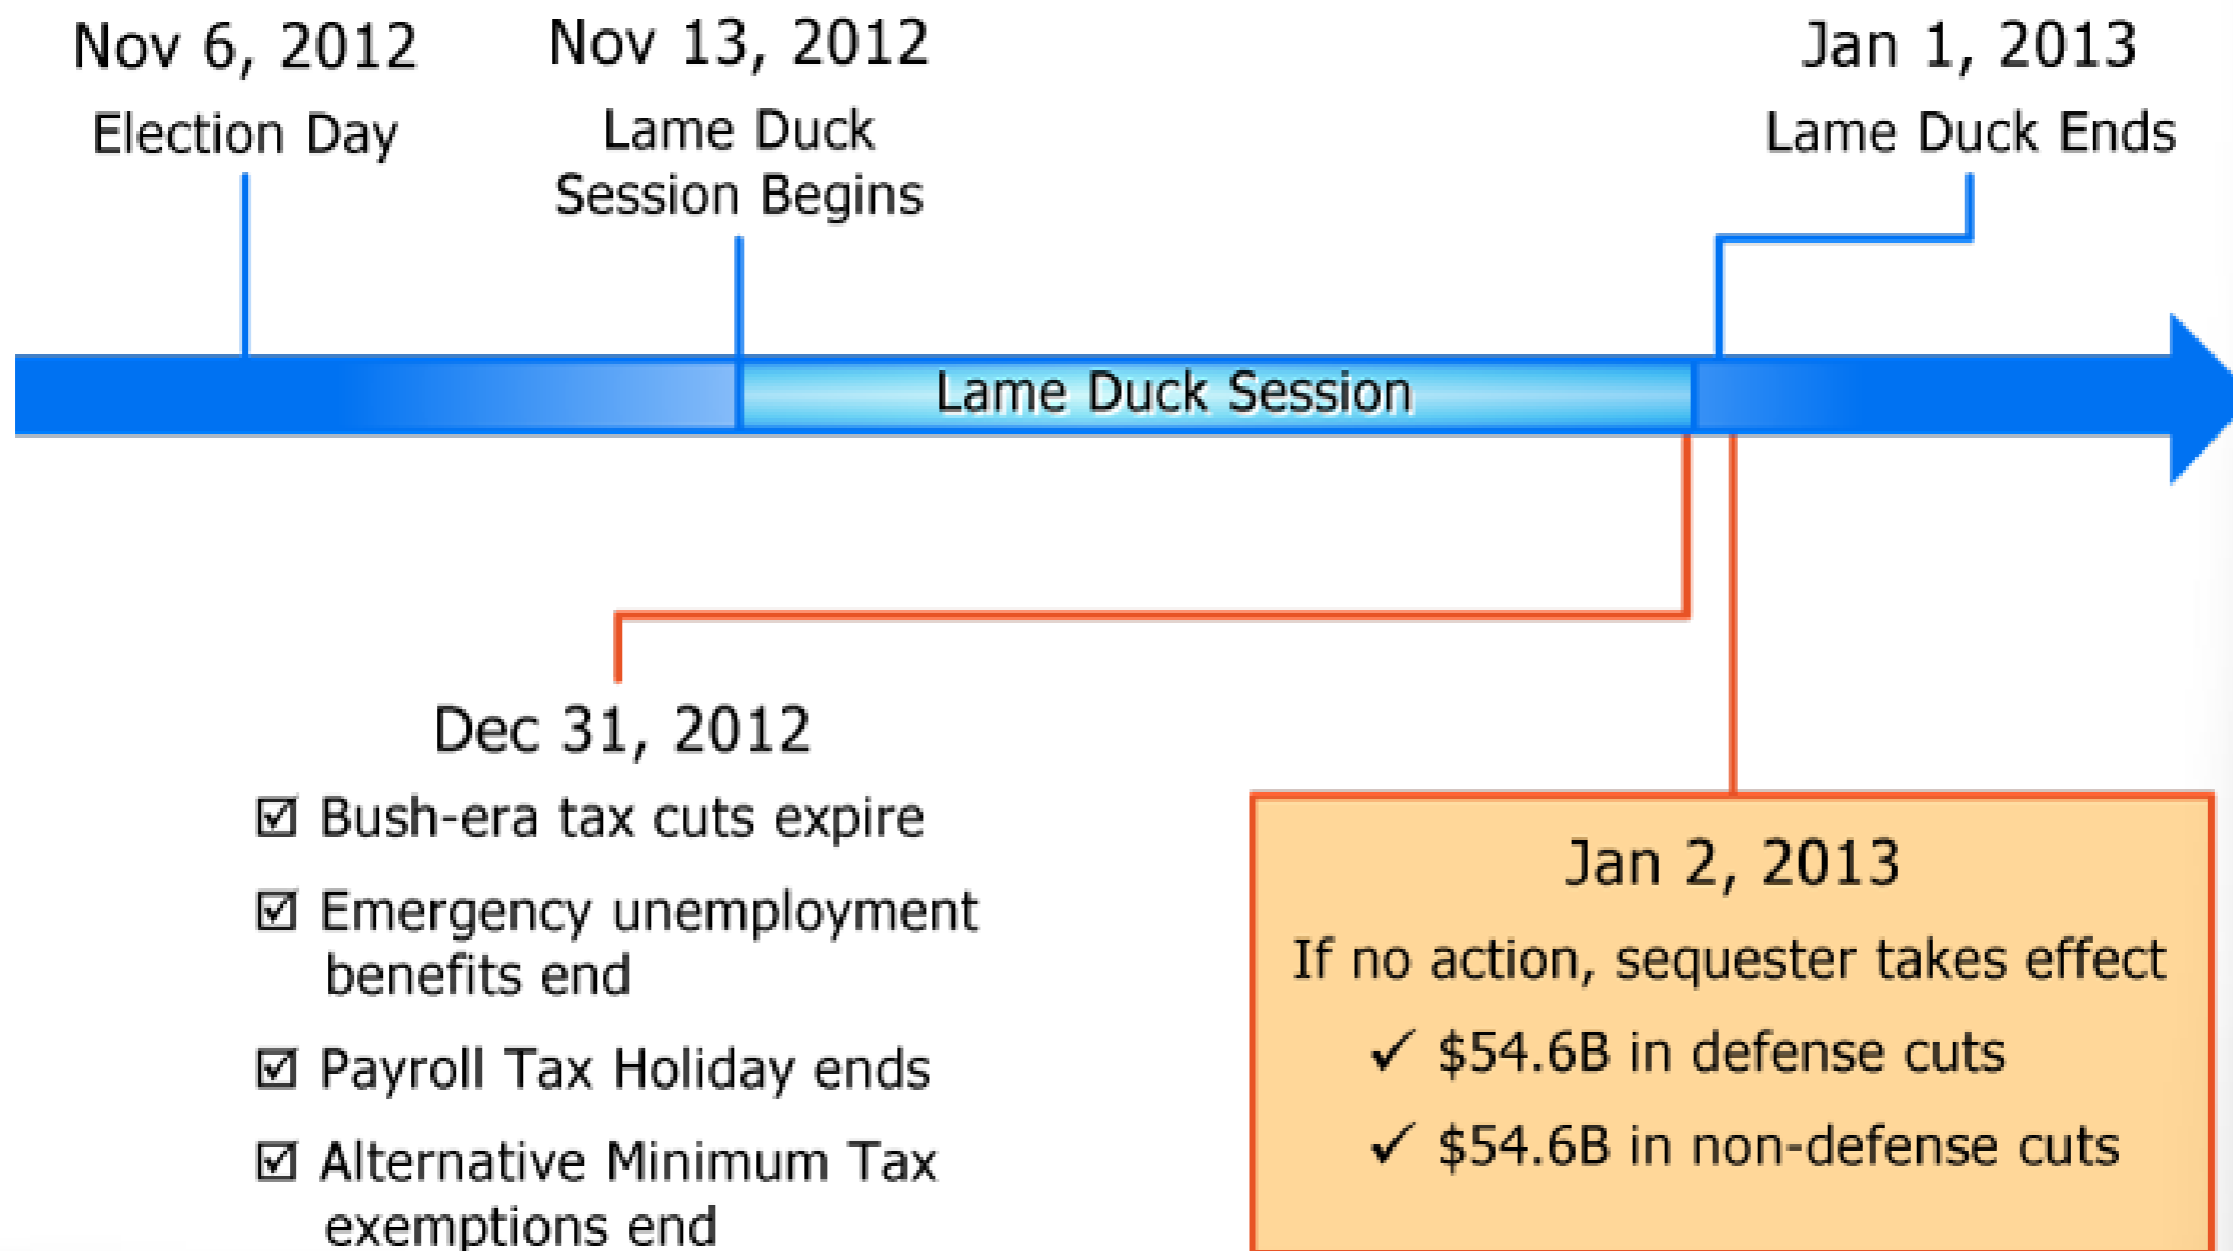 Nov 6, 2012
Election Day
Nov 13, 2012
Lame Duck
Session Begins
Jan 1, 2013
Lame Duck Ends
Lame Duck Session
Dec 31, 2012
☑ Bush-era tax cuts expire
☑ Emergency unemployment
benefits end
☑ Payroll Tax Holiday ends
☑ Alternative Minimum Tax
exemptions end
Jan 2, 2013
If no action, sequester takes effect
✓ $54.6B in defense cuts
✓ $54.6B in non-defense cuts